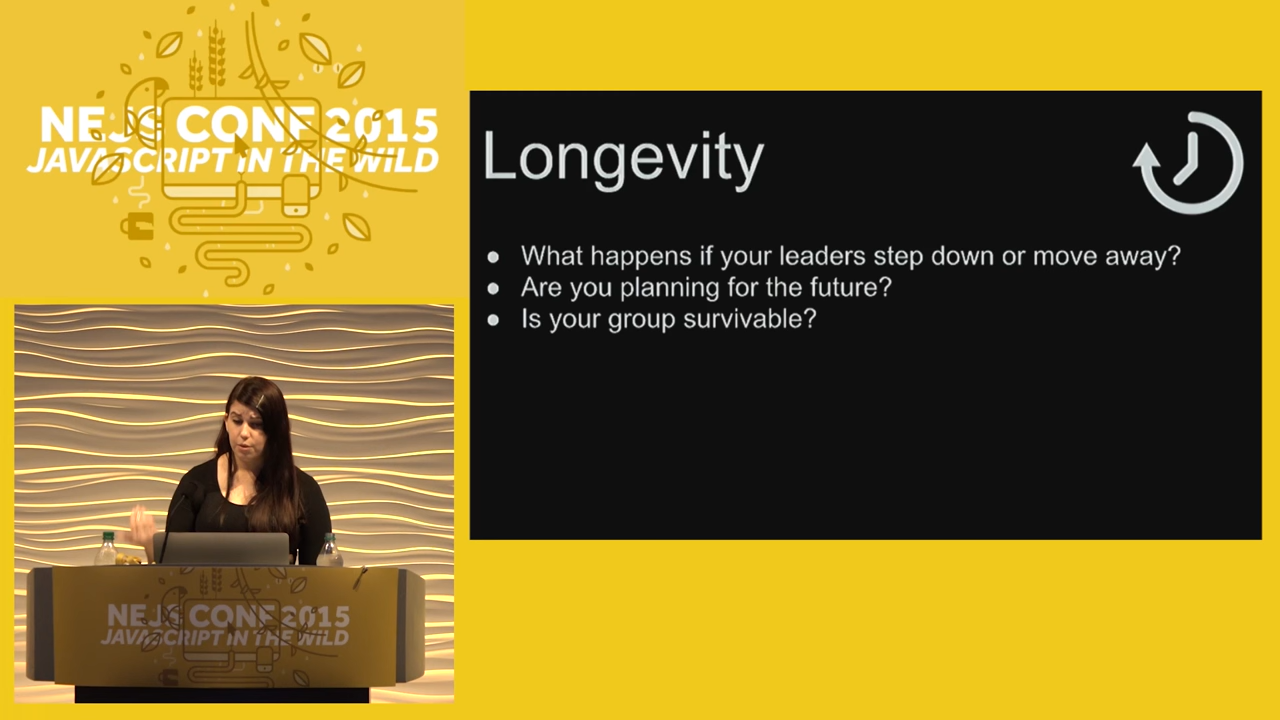 NEJS CONF 2015
JAVASCRIPT IN THE WILD
Longevity
● What happens if your leaders step down or move away?
● Are you planning for the future?
● Is your group survivable?
NEJS CONF 2015
JAVASCRIPT IN THE WILD